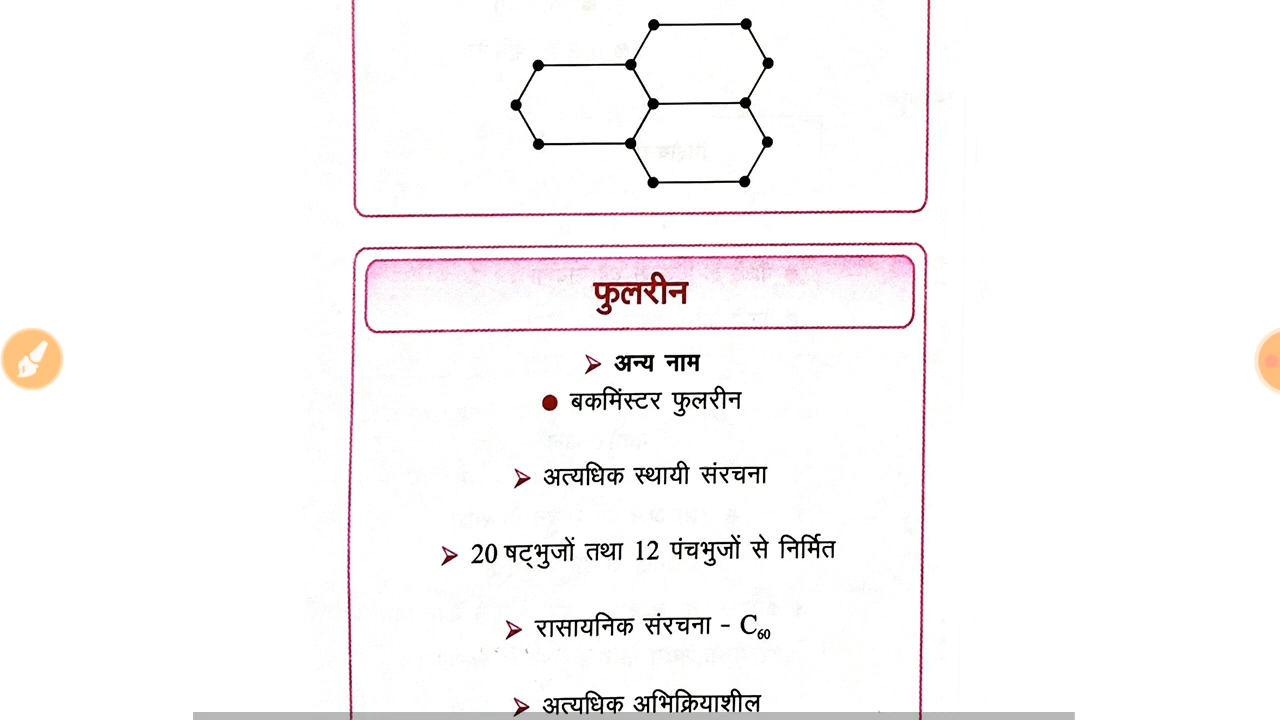 फुलरीन
➢ अन्य नाम
● बकमिंस्टर फुलरीन
➢ अत्यधिक स्थायी संरचना
➢ 20 षट्भुजों तथा 12 पंचभुजों से निर्मित
➢ रासायनिक संरचना - C₆₀
➢ अत्यधिक अभिक्रियाशील